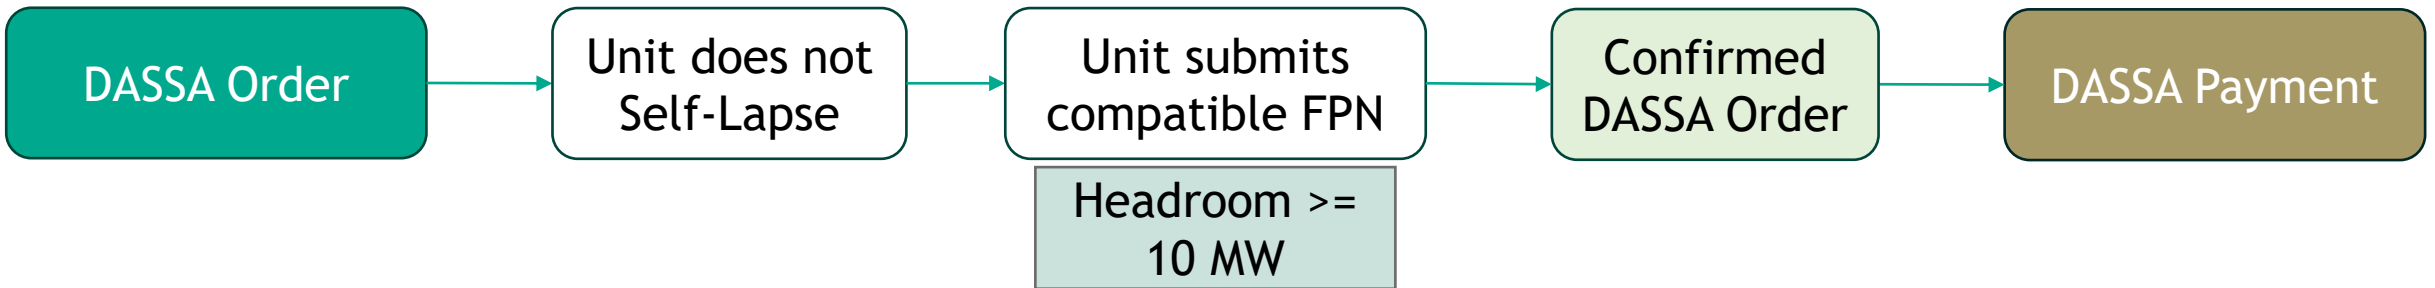 DASSA Order
Unit does not
Self-Lapse
Unit submits
compatible FPN
Headroom >=
10 MW
Confirmed
DASSA Order
DASSA Payment